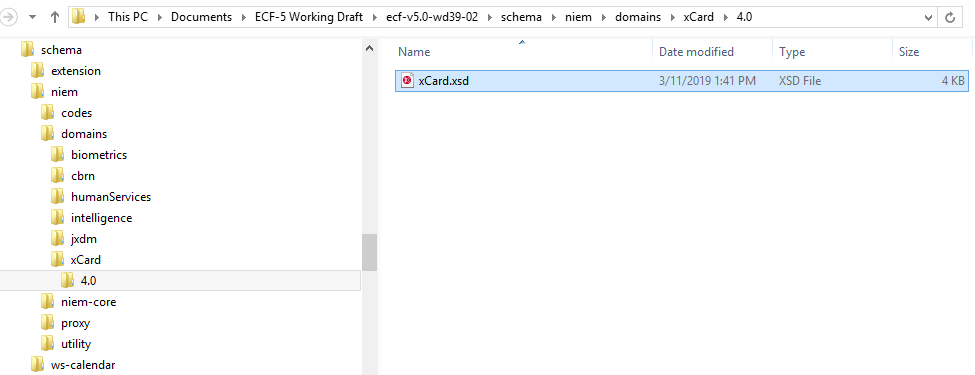 This PC > Documents > ECF-5 Working Draft > ecf-v5.0-wd39-02 > schema > niem > domains > xCard > 4.0
schema
extension
niem
codes
domains
biometrics
cbrn
humanServices
intelligence
jxdm
xCard
4.0
niem-core
proxy
utility
ws-calendar
Name Date modified Type Size
xCard.xsd 3/11/2019 1:41 PM XSD File 4 KB